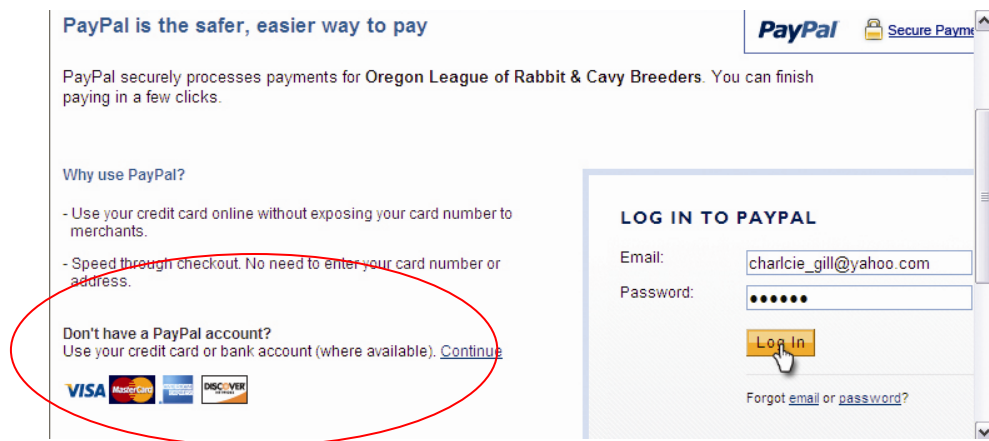 PayPal is the safer, easier way to pay
PayPal Secure Payme
PayPal securely processes payments for Oregon League of Rabbit & Cavy Breeders. You can finish
paying in a few clicks.
Why use PayPal?
- Use your credit card online without exposing your card number to
merchants.
- Speed through checkout. No need to enter your card number or
address.
Don't have a PayPal account?
Use your credit card or bank account (where available). Continue
VISA MasterCard DISCOVER
LOG IN TO PAYPAL
Email:
charlcie_gill@yahoo.com
Password:
••••••
Log In
Forgot email or password?